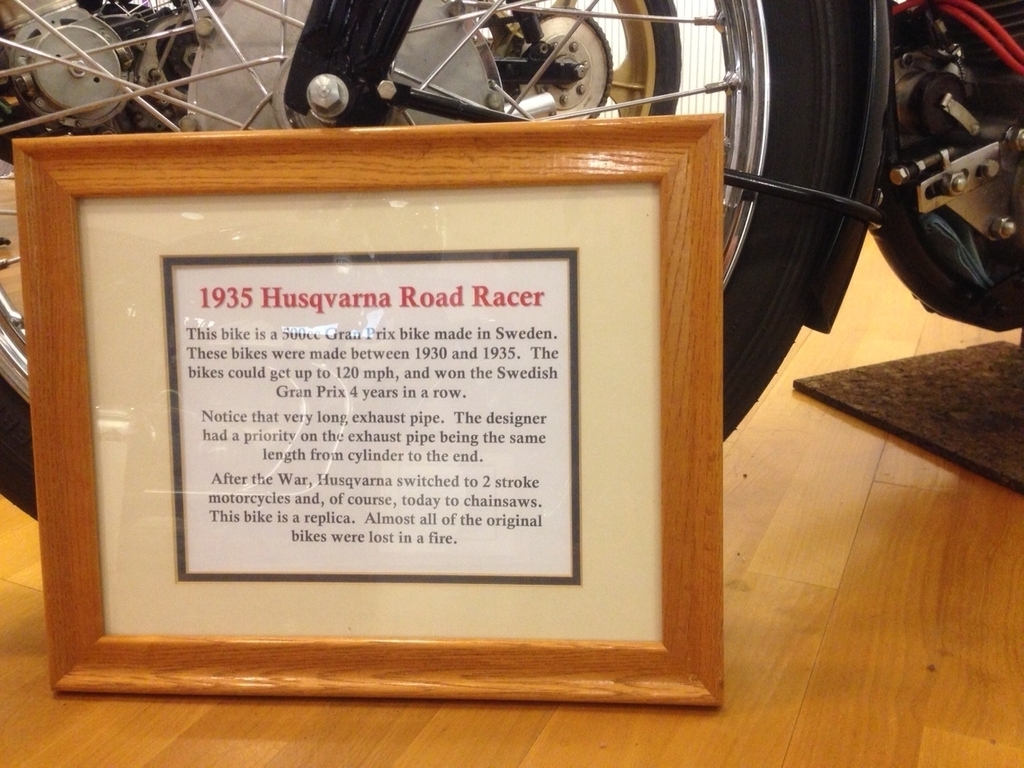 1935 Husqvarna Road Racer
This bike is a 500cc Gran Prix bike made in Sweden.
These bikes were made between 1930 and 1935. The
bikes could get up to 120 mph, and won the Swedish
Gran Prix 4 years in a row.
Notice that very long exhaust pipe. The designer
had a priority on the exhaust pipe being the same
length from cylinder to the end.
After the War, Husqvarna switched to 2 stroke
motorcycles and, of course, today to chainsaws.
This bike is a replica. Almost all of the original
bikes were lost in a fire.